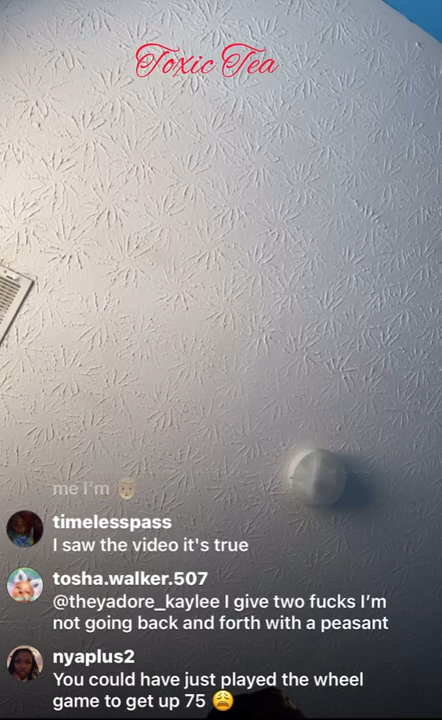 Toxic Tea
me I'm 👨🏼‍🦳
timelesspass
I saw the video it's true
tosha.walker.507
@theyadore_kaylee I give two fucks I'm
not going back and forth with a peasant
nyaplus2
You could have just played the wheel
game to get up 75 😩